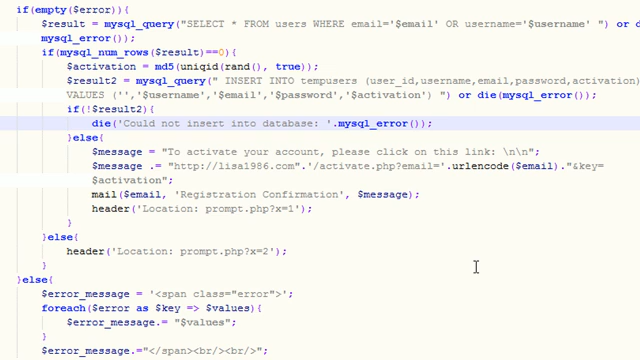 if(empty($error)){
$result = mysql_query("SELECT * FROM users WHERE email='$email' OR username='$username' ") or d
mysql_error());
if(mysql_num_rows($result)==0){
$activation = md5(uniqid(rand(), true));
$result2 = mysql_query(" INSERT INTO tempusers (user_id,username,email,password,activation)
VALUES ('','$username','$email','$password','$activation') ") or die(mysql_error());
if(!$result2){
die('Could not insert into database: '.mysql_error());
}else{
$message = "To activate your account, please click on this link: \n\n";
$message .= "http://lisa1986.com".'/activate.php?email='.urlencode($email)."&key=
$activation";
mail($email, 'Registration Confirmation', $message);
header('Location: prompt.php?x=1');
}
}else{
header('Location: prompt.php?x=2');
}
}else{
$error_message = '<span class="error">';
foreach($error as $key => $values){
$error_message.= "$values";
}
$error_message.="</span><br/><br/>";